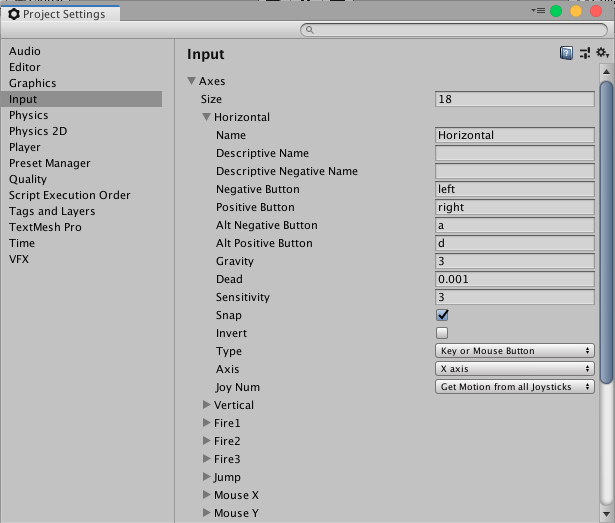 Project Settings
Audio
Editor
Graphics
Input
Physics
Physics 2D
Player
Preset Manager
Quality
Script Execution Order
Tags and Layers
TextMesh Pro
Time
VFX
Input
Axes
Size 18
Horizontal
Name Horizontal
Descriptive Name
Descriptive Negative Name
Negative Button left
Positive Button right
Alt Negative Button a
Alt Positive Button d
Gravity 3
Dead 0.001
Sensitivity 3
Snap
Invert
Type Key or Mouse Button
Axis X axis
Joy Num Get Motion from all Joysticks
Vertical
Fire1
Fire2
Fire3
Jump
Mouse X
Mouse Y